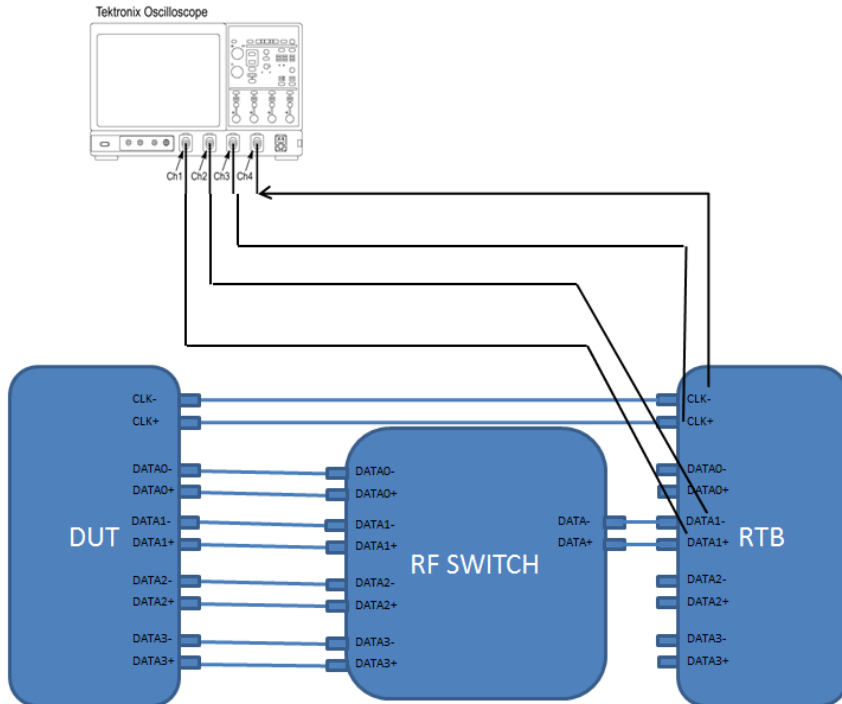 Tektronix Oscilloscope
Ch1
Ch2
Ch3
Ch4
DUT
CLK-
CLK+
DATA0-
DATA0+
DATA1-
DATA1+
DATA2-
DATA2+
DATA3-
DATA3+
RF SWITCH
DATA0-
DATA0+
DATA1-
DATA1+
DATA2-
DATA2+
DATA3-
DATA3+
DATA-
DATA+
RTB
CLK-
CLK+
DATA0-
DATA0+
DATA1-
DATA1+
DATA2-
DATA2+
DATA3-
DATA3+